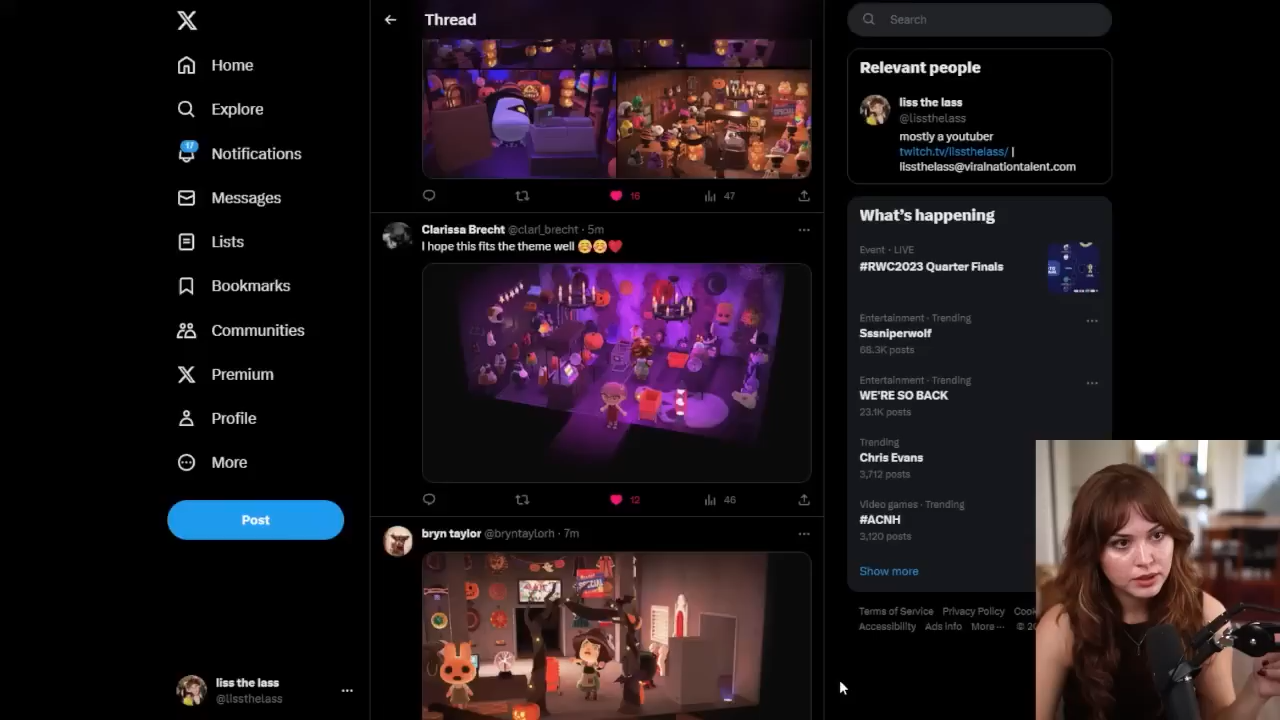 Home
Explore
17
Notifications
Messages
Lists
Bookmarks
Communities
Premium
Profile
More
Post
liss the lass
@lissthelass
Thread
SPECIAL
16
47
Clarissa Brecht @clarl_brecht · 5m
I hope this fits the theme well 🥰🥰❤️
12
46
bryn taylor @bryntaylorh · 7m
SPECIAL
Search
Relevant people
liss the lass
@lissthelass
mostly a youtuber
twitch.tv/lissthelass/ |
lissthelass@viralnationtalent.com
What's happening
Event · LIVE
#RWC2023 Quarter Finals
Entertainment · Trending
Sssniperwolf
68.3K posts
Entertainment · Trending
WE'RE SO BACK
23.1K posts
Trending
Chris Evans
3,712 posts
Video games · Trending
#ACNH
3,120 posts
Show more
Terms of Service Privacy Policy Cook
Accessibility Ads info More ··· © 20